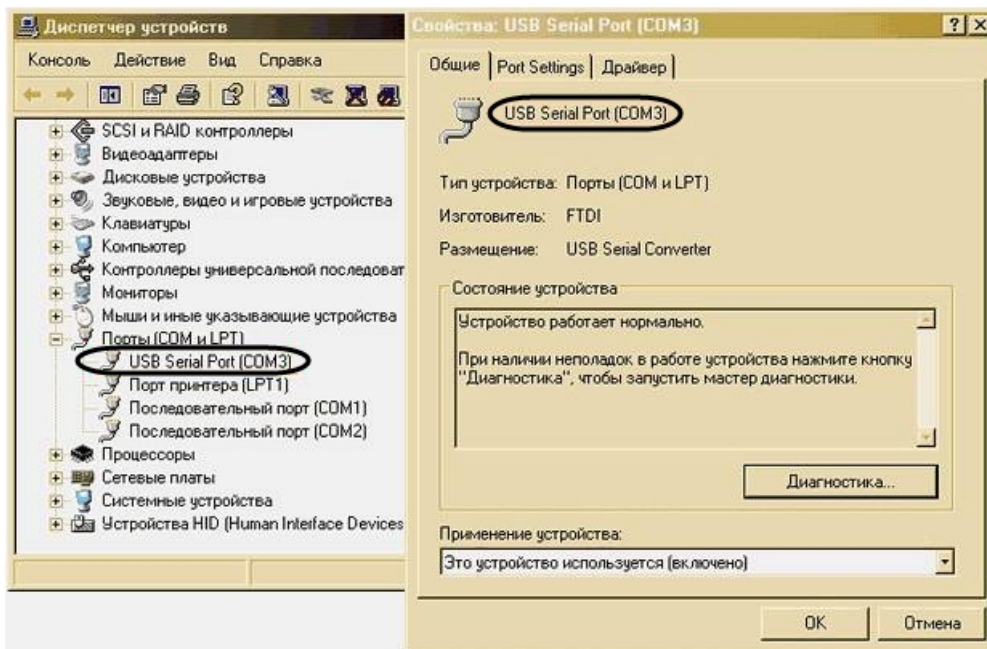 Диспетчер устройств
Консоль Действие Вид Справка
SCSI и RAID контроллеры
Видеоадаптеры
Дисковые устройства
Звуковые, видео и игровые устройства
Клавиатуры
Компьютер
Контроллеры универсальной последоват
Мониторы
Мыши и иные указывающие устройства
Порты (COM и LPT)
USB Serial Port (COM3)
Порт принтера (LPT1)
Последовательный порт (COM1)
Последовательный порт (COM2)
Процессоры
Сетевые платы
Системные устройства
Устройства HID (Human Interface Devices
Свойства: USB Serial Port (COM3)
Общие Port Settings Драйвер
USB Serial Port (COM3)
Тип устройства: Порты (COM и LPT)
Изготовитель: FTDI
Размещение: USB Serial Converter
Состояние устройства
Устройство работает нормально.
При наличии неполадок в работе устройства нажмите кнопку
"Диагностика", чтобы запустить мастер диагностики.
Диагностика...
Применение устройства:
Это устройство используется (включено)
OK Отмена